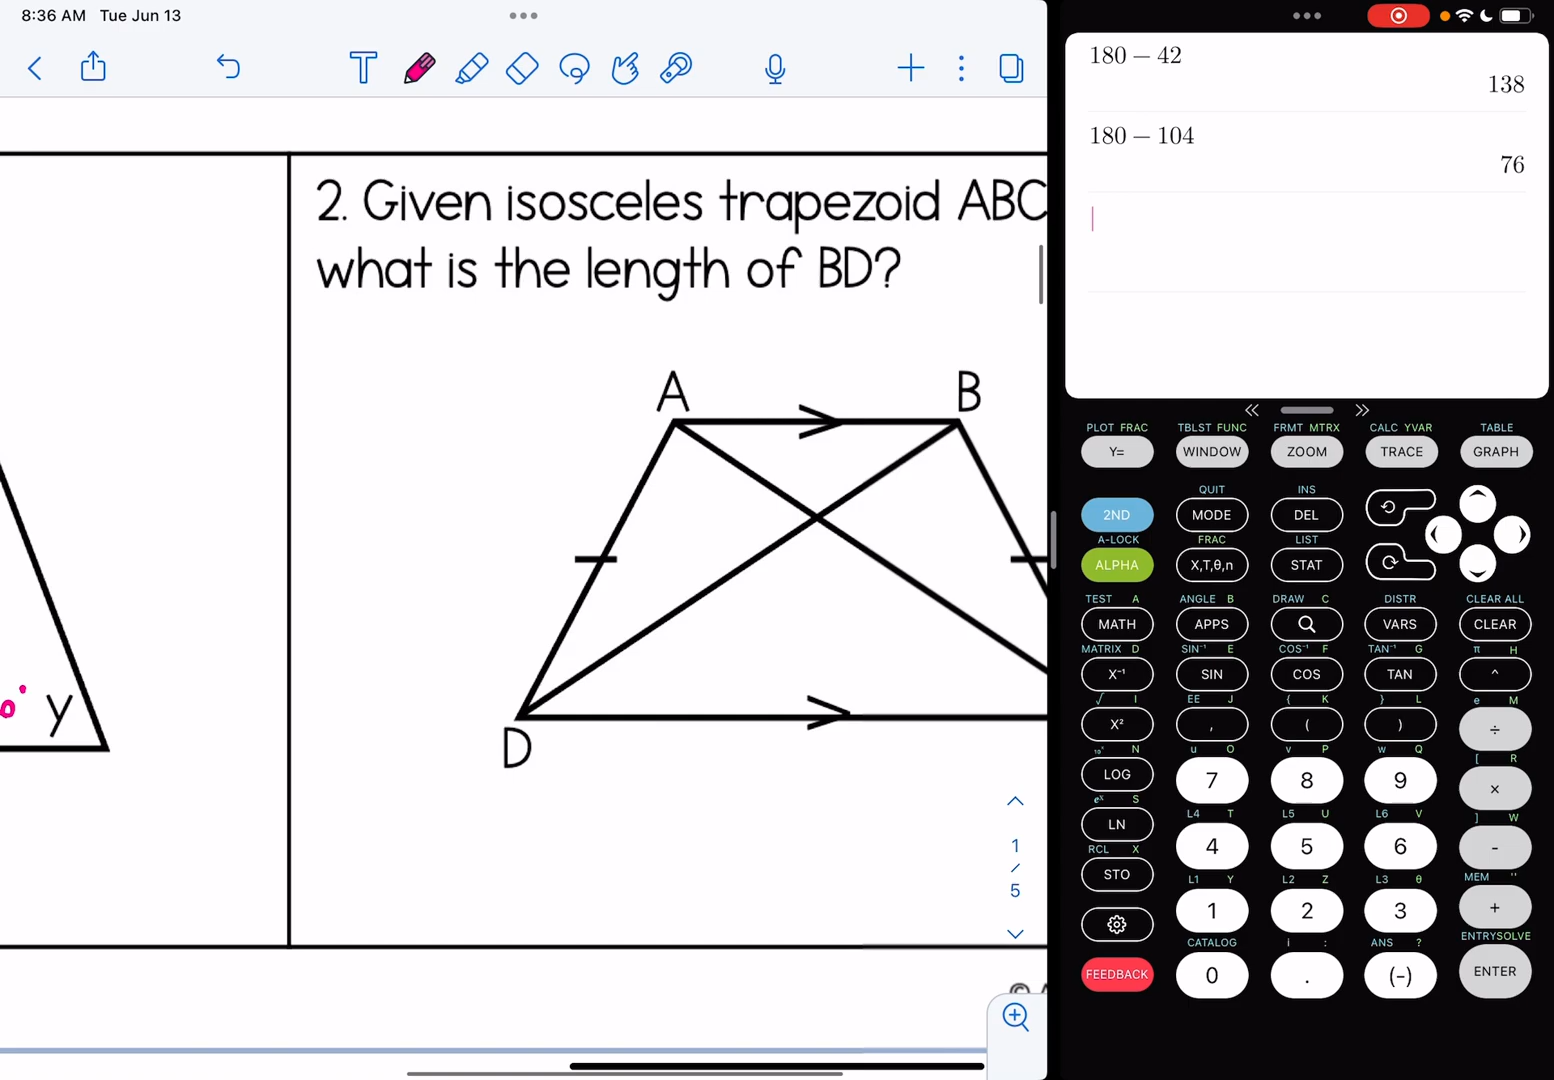 8:36 AM Tue Jun 13
2. Given isosceles trapezoid ABC
what is the length of BD?
A
B
D
y
1
/
5
180 − 42
138
180 − 104
76
PLOT FRAC TBLST FUNC FRMT MTRX CALC YVAR TABLE
Y= WINDOW ZOOM TRACE GRAPH
QUIT INS
2ND MODE DEL
A-LOCK FRAC LIST
ALPHA X,T,θ,n STAT
TEST A ANGLE B DRAW C DISTR CLEAR ALL
MATH APPS VARS CLEAR
MATRIX D SIN⁻¹ E COS⁻¹ F TAN⁻¹ G π H
X⁻¹ SIN COS TAN ^
√ I EE J { K } L e M
X² , ( ) ÷
10ˣ N u O v P w Q [ R
LOG 7 8 9 ×
eˣ S L4 T L5 U L6 V ] W
LN 4 5 6 -
RCL X L1 Y L2 Z L3 θ MEM "
STO 1 2 3 +
CATALOG i : ANS ? ENTRY SOLVE
FEEDBACK 0 . (-) ENTER